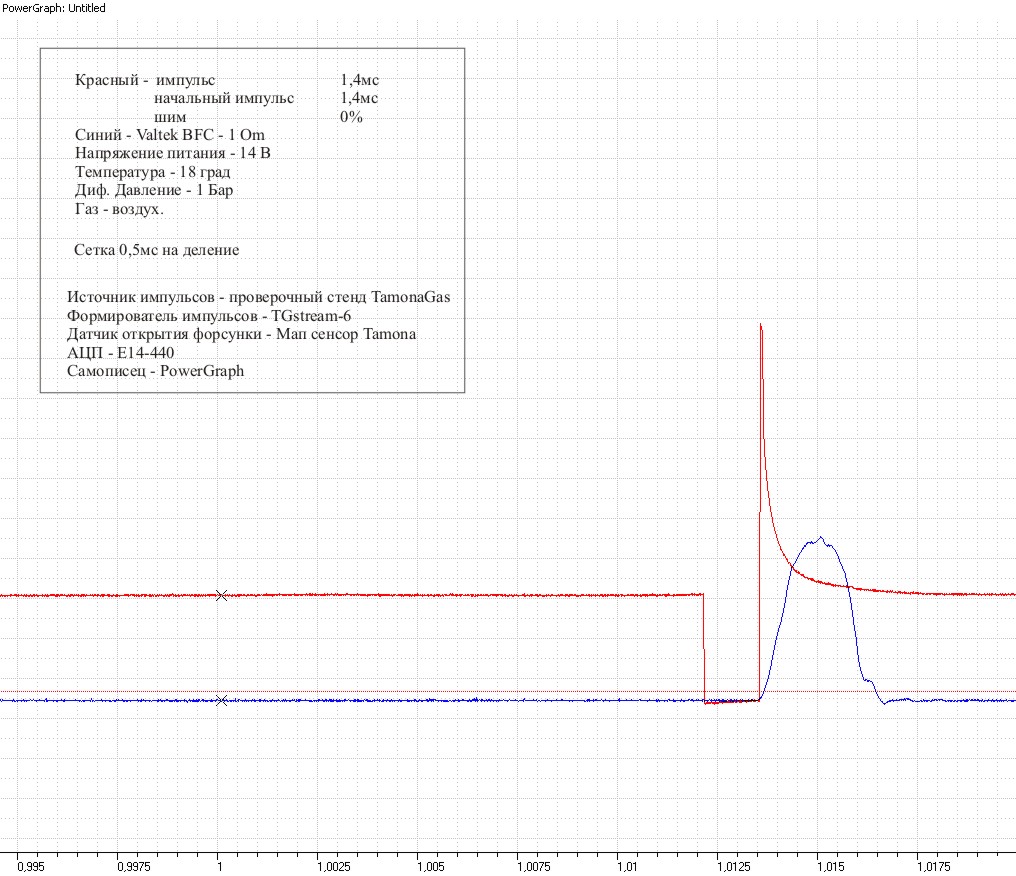 PowerGraph: Untitled
Красный - импульс 1,4мс
начальный импульс 1,4мс
шим 0%
Синий - Valtek BFC - 1 Om
Напряжение питания - 14 В
Температура - 18 град
Диф. Давление - 1 Бар
Газ - воздух.
Сетка 0,5мс на деление
Источник импульсов - проверочный стенд TamonaGas
Формирователь импульсов - TGstream-6
Датчик открытия форсунки - Мап сенсор Tamona
АЦП - E14-440
Самописец - PowerGraph
0,995 0,9975 1 1,0025 1,005 1,0075 1,01 1,0125 1,015 1,0175